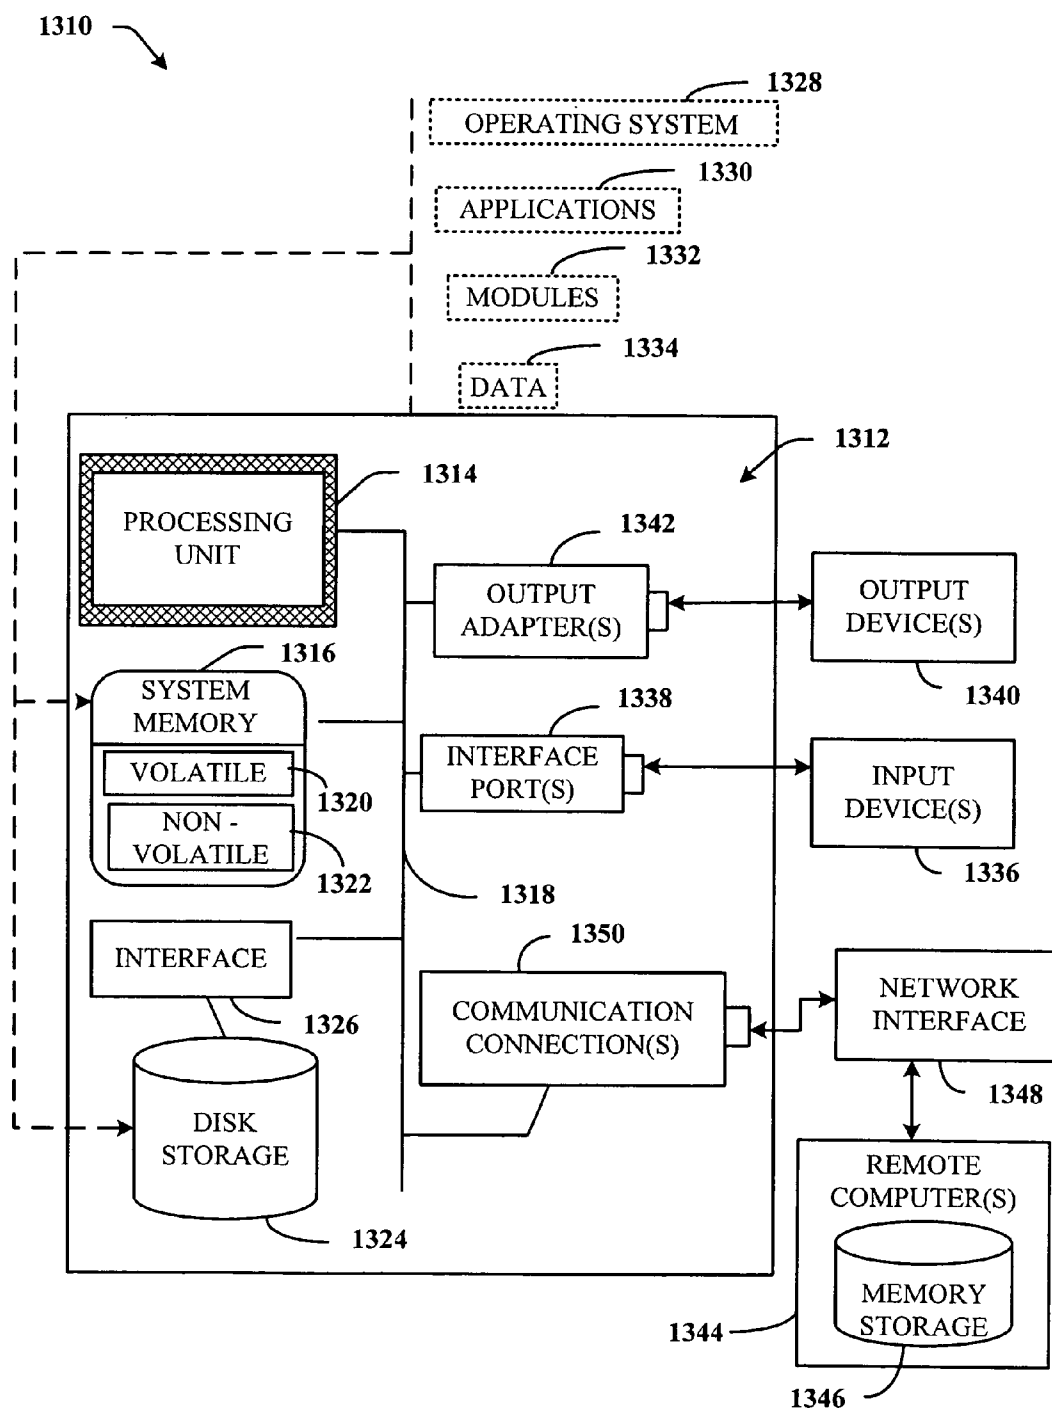 1310
1328
OPERATING SYSTEM
1330
APPLICATIONS
1332
MODULES
1334
DATA
1312
1314
PROCESSING
UNIT
1342
OUTPUT
ADAPTER(S)
OUTPUT
DEVICE(S)
1340
1316
SYSTEM
MEMORY
VOLATILE
1320
NON -
VOLATILE
1322
1338
INTERFACE
PORT(S)
INPUT
DEVICE(S)
1336
1318
INTERFACE
1326
1350
COMMUNICATION
CONNECTION(S)
NETWORK
INTERFACE
1348
DISK
STORAGE
1324
REMOTE
COMPUTER(S)
MEMORY
STORAGE
1344
1346